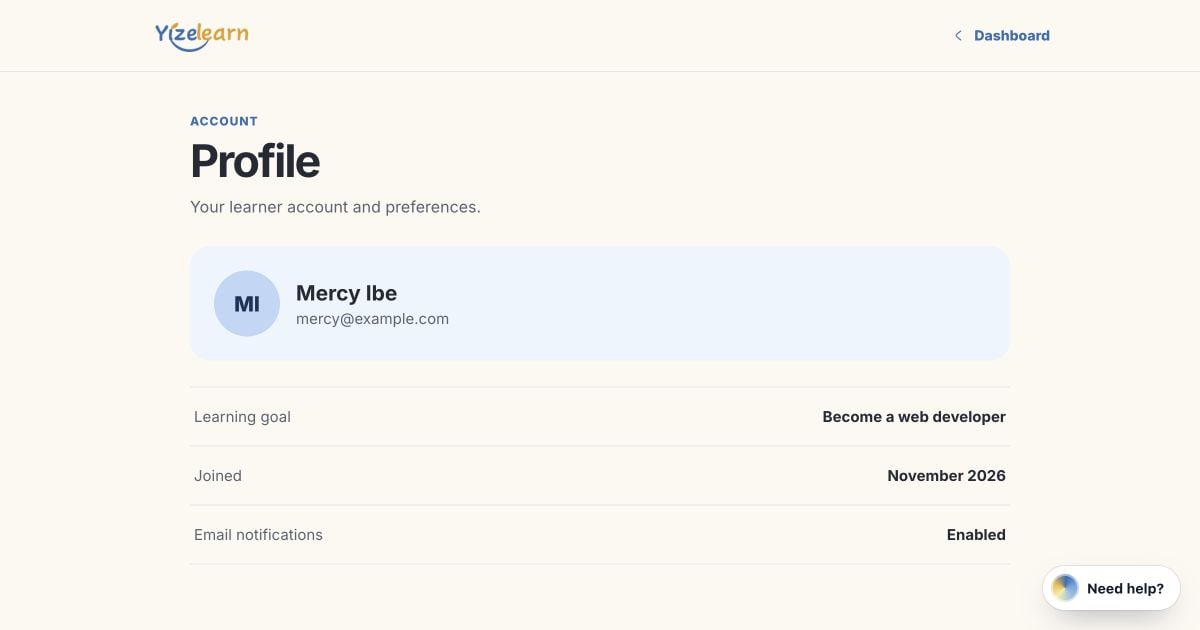 Yizelearn
Dashboard
ACCOUNT
Profile
Your learner account and preferences.
MI
Mercy Ibe
mercy@example.com
Learning goal
Become a web developer
Joined
November 2026
Email notifications
Enabled
Need help?